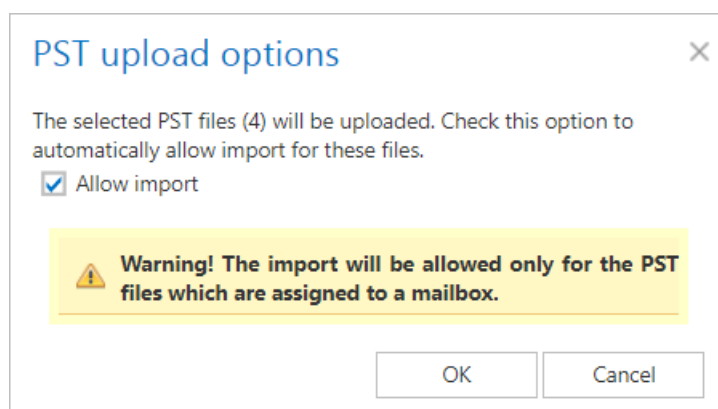 PST upload options
The selected PST files (4) will be uploaded. Check this option to
automatically allow import for these files.
Allow import
Warning! The import will be allowed only for the PST
files which are assigned to a mailbox.
OK Cancel